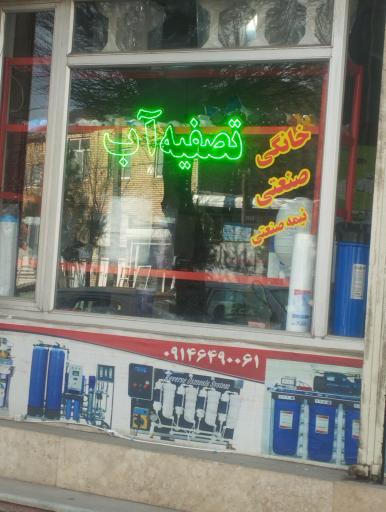 تصفیه آب
خانگی
صنعتی
نیمه صنعتی
۰۹۱۴۶۴۹۰۰۶۱
Reverse Osmosis System